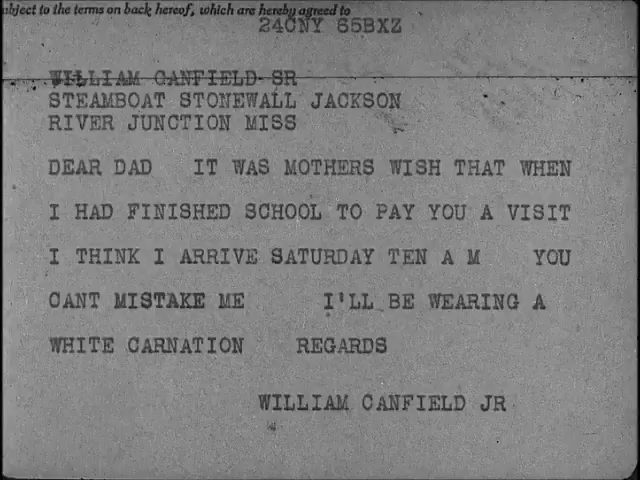 ubject to the terms on back hereof, which are hereby agreed to
24CNY 65BXZ
WILLIAM CANFIELD SR
STEAMBOAT STONEWALL JACKSON
RIVER JUNCTION MISS
DEAR DAD IT WAS MOTHERS WISH THAT WHEN
I HAD FINISHED SCHOOL TO PAY YOU A VISIT
I THINK I ARRIVE SATURDAY TEN A M YOU
CANT MISTAKE ME I'LL BE WEARING A
WHITE CARNATION REGARDS
WILLIAM CANFIELD JR